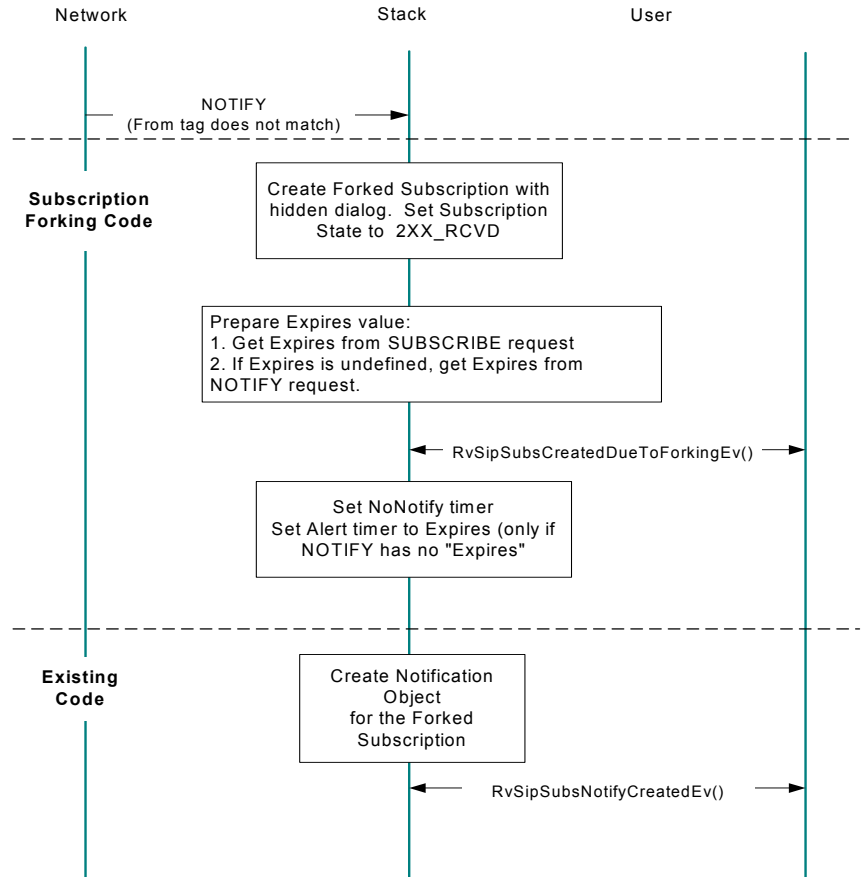 Network
Stack
User
NOTIFY
(From tag does not match)
Subscription
Forking Code
Create Forked Subscription with
hidden dialog.  Set Subscription
State to  2XX_RCVD
Prepare Expires value:
1. Get Expires from SUBSCRIBE request
2. If Expires is undefined, get Expires from
NOTIFY request.
RvSipSubsCreatedDueToForkingEv()
Set NoNotify timer
Set Alert timer to Expires (only if
NOTIFY has no "Expires"
Existing
Code
Create Notification
Object
for the Forked
Subscription
RvSipSubsNotifyCreatedEv()